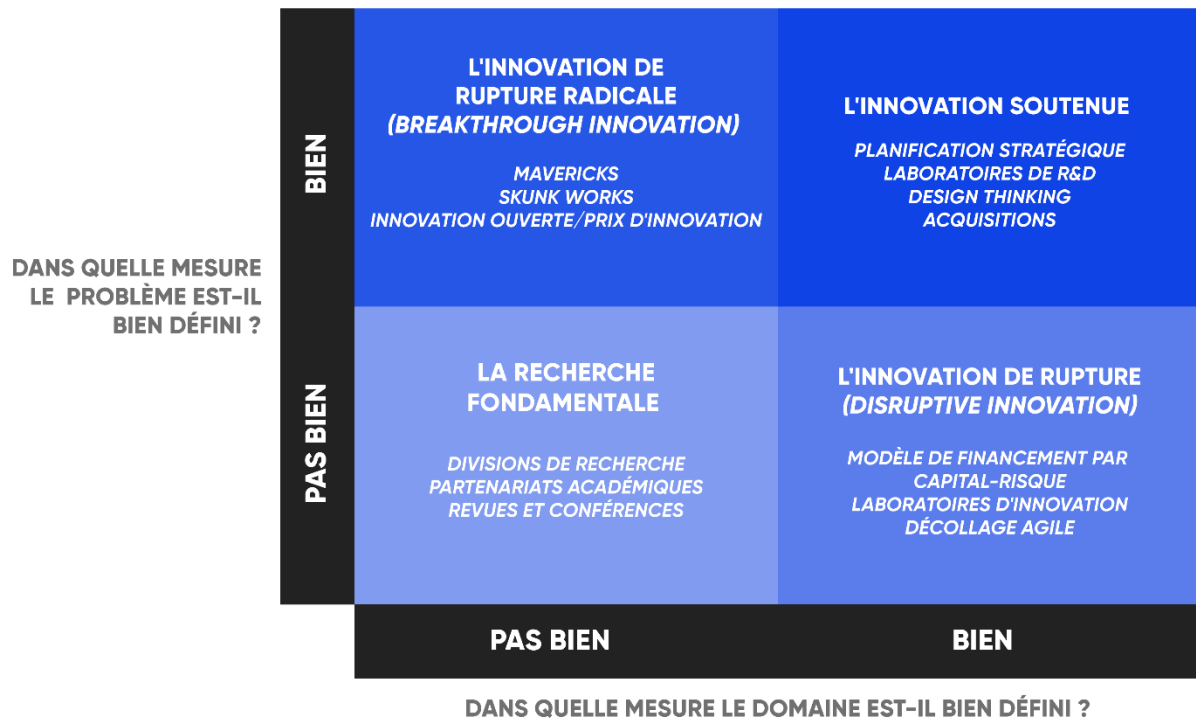 L'INNOVATION DE
RUPTURE RADICALE
(BREAKTHROUGH INNOVATION)
MAVERICKS
SKUNK WORKS
INNOVATION OUVERTE/PRIX D'INNOVATION
L'INNOVATION SOUTENUE
PLANIFICATION STRATÉGIQUE
LABORATOIRES DE R&D
DESIGN THINKING
ACQUISITIONS
BIEN
DANS QUELLE MESURE
LE PROBLÈME EST-IL
BIEN DÉFINI ?
PAS BIEN
LA RECHERCHE
FONDAMENTALE
DIVISIONS DE RECHERCHE
PARTENARIATS ACADÉMIQUES
REVUES ET CONFÉRENCES
L'INNOVATION DE RUPTURE
(DISRUPTIVE INNOVATION)
MODÈLE DE FINANCEMENT PAR
CAPITAL-RISQUE
LABORATOIRES D'INNOVATION
DÉCOLLAGE AGILE
PAS BIEN
BIEN
DANS QUELLE MESURE LE DOMAINE EST-IL BIEN DÉFINI ?